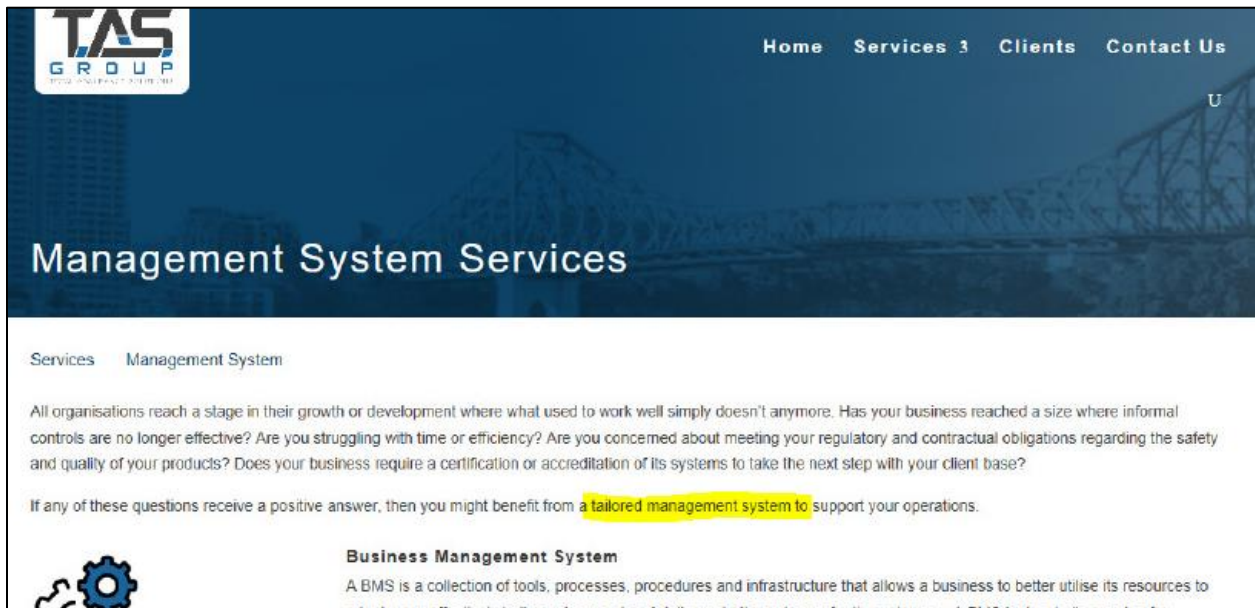 TAS
GROUP
Home Services 3 Clients Contact Us
U
Management System Services
Services Management System
All organisations reach a stage in their growth or development where what used to work well simply doesn't anymore. Has your business reached a size where informal
controls are no longer effective? Are you struggling with time or efficiency? Are you concerned about meeting your regulatory and contractual obligations regarding the safety
and quality of your products? Does your business require a certification or accreditation of its systems to take the next step with your client base?
If any of these questions receive a positive answer, then you might benefit from a tailored management system to support your operations.
Business Management System
A BMS is a collection of tools, processes, procedures and infrastructure that allows a business to better utilise its resources to